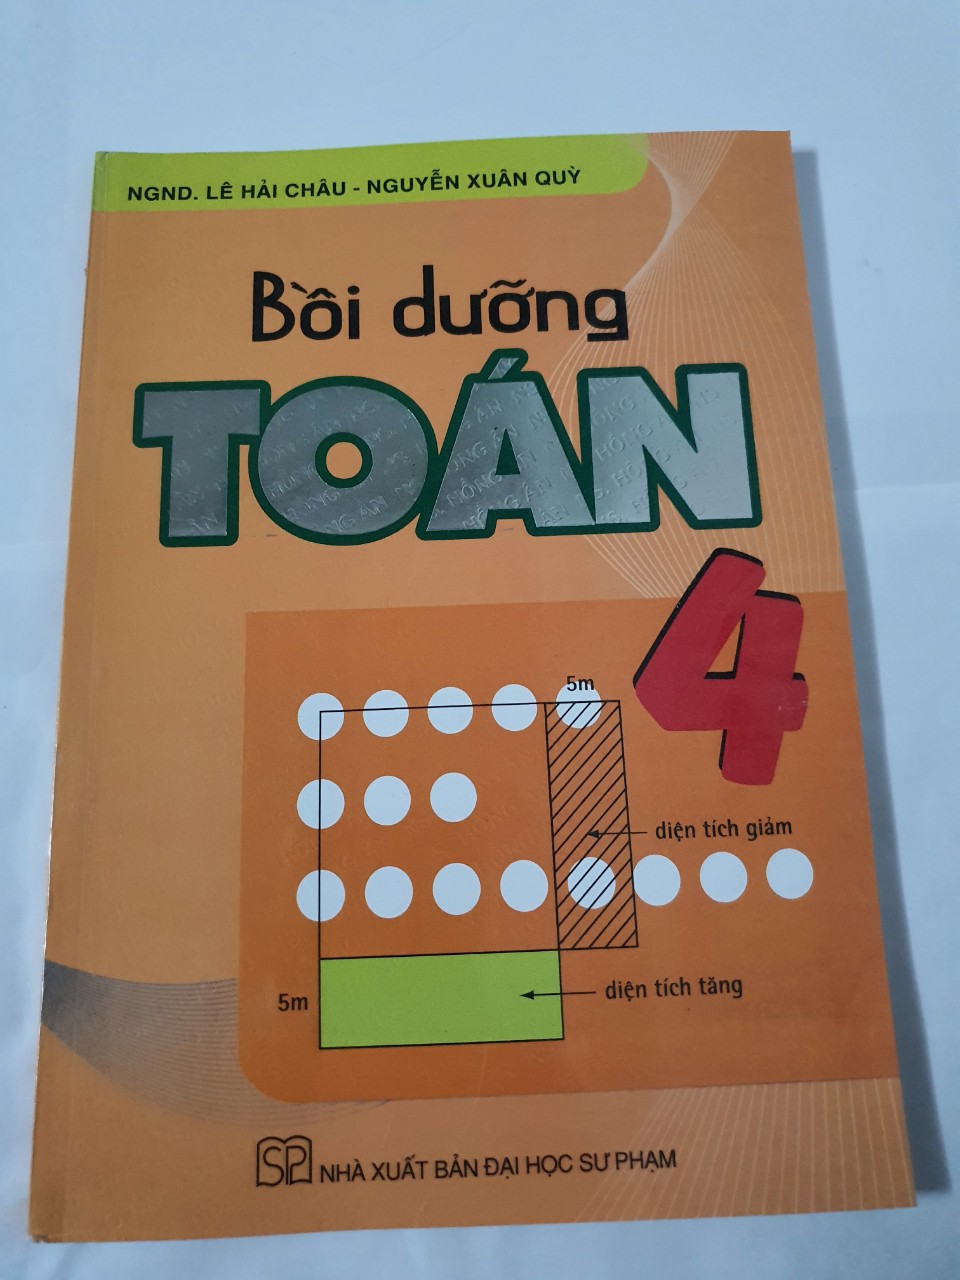 NGND. LÊ HẢI CHÂU - NGUYỄN XUÂN QUỲ
Bồi dưỡng
TOÁN
4
5m
diện tích giảm
5m
diện tích tăng
SP
NHÀ XUẤT BẢN ĐẠI HỌC SƯ PHẠM